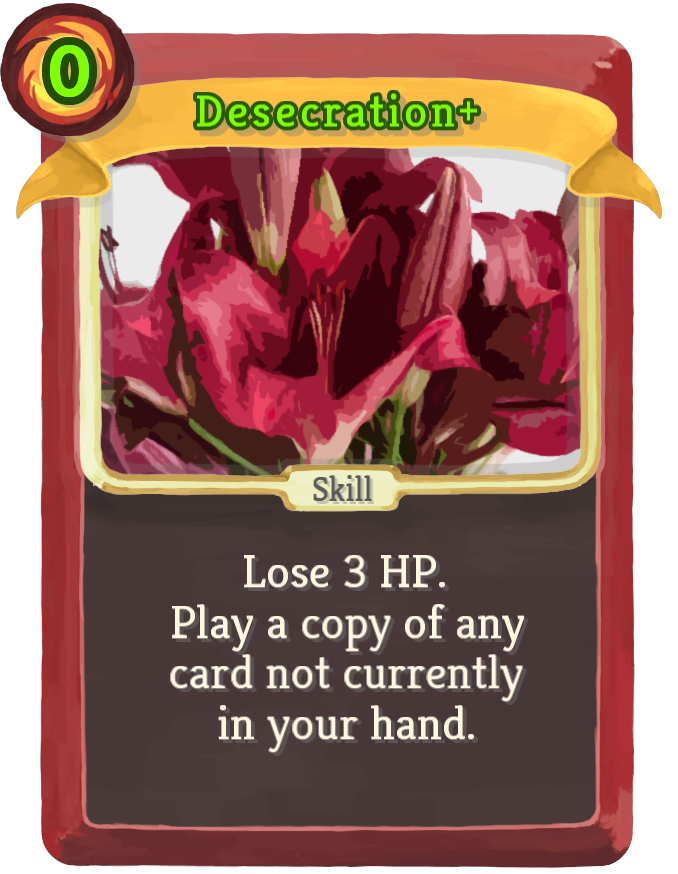 0
Desecration+
Skill
Lose 3 HP.
Play a copy of any
card not currently
in your hand.